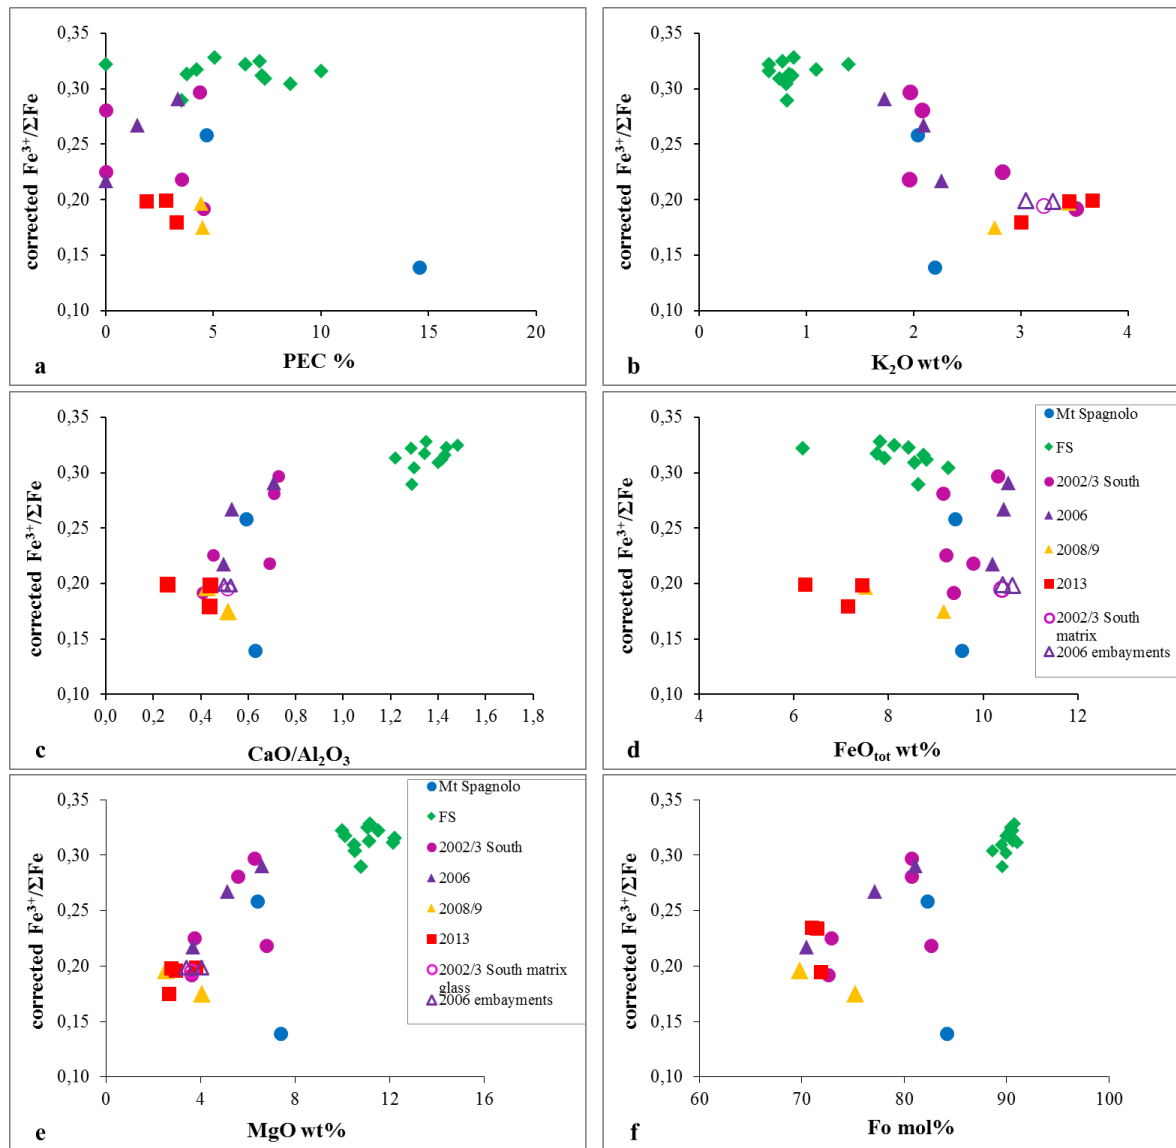 0,35
0,30
0,25
0,20
0,15
0,10
corrected Fe³⁺/ΣFe
0
5
10
15
20
PEC %
a
0,35
0,30
0,25
0,20
0,15
0,10
corrected Fe³⁺/ΣFe
0
1
2
3
4
K₂O wt%
b
0,35
0,30
0,25
0,20
0,15
0,10
corrected Fe³⁺/ΣFe
0,0
0,2
0,4
0,6
0,8
1,0
1,2
1,4
1,6
1,8
CaO/Al₂O₃
c
0,35
0,30
0,25
0,20
0,15
0,10
corrected Fe³⁺/ΣFe
4
6
8
10
12
FeOₜₒₜ wt%
d
Mt Spagnolo
FS
2002/3 South
2006
2008/9
2013
2002/3 South
matrix
2006 embayments
0,35
0,30
0,25
0,20
0,15
0,10
corrected Fe³⁺/ΣFe
0
4
8
12
16
MgO wt%
e
Mt Spagnolo
FS
2002/3 South
2006
2008/9
2013
2002/3 South matrix
glass
2006 embayments
0,35
0,30
0,25
0,20
0,15
0,10
corrected Fe³⁺/ΣFe
60
70
80
90
100
Fo mol%
f